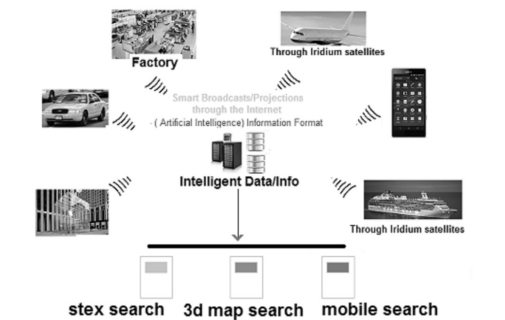 Factory
Through Iridium satellites
Smart Broadcasts/Projections
through the Internet
( Artificial Intelligence) Information Format
Intelligent Data/Info
Through Iridium satellites
stex search
3d map search
mobile search